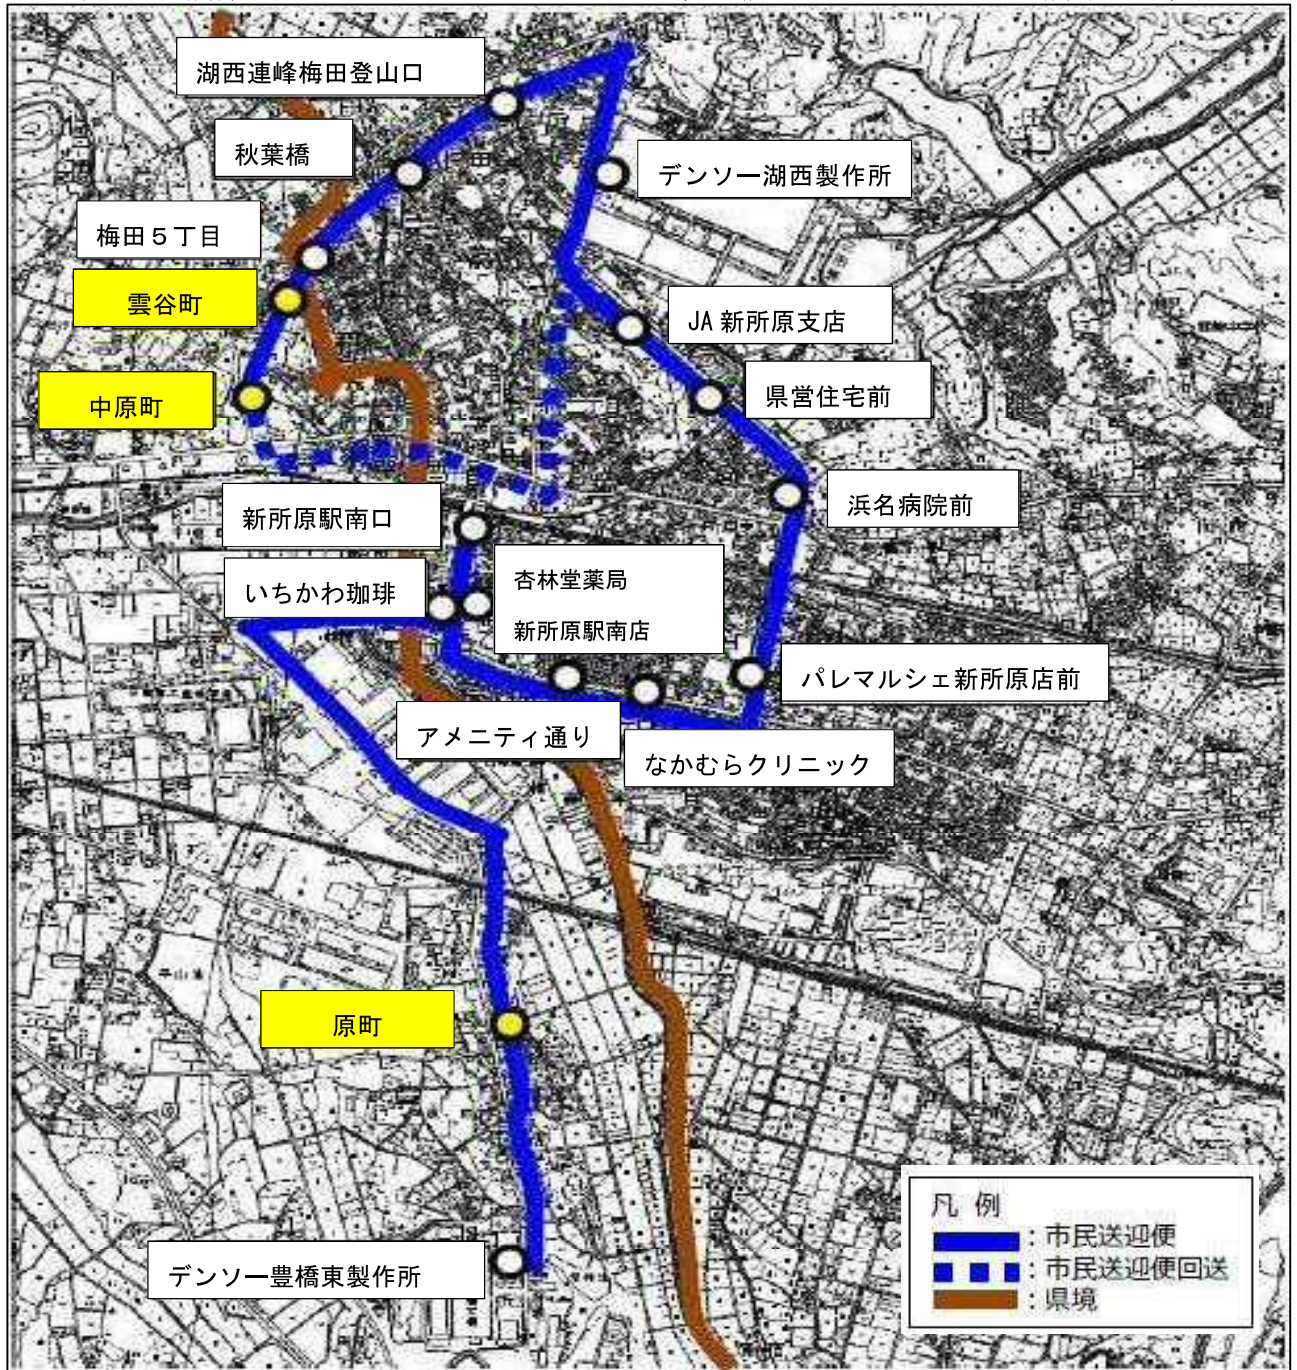 湖西連峰梅田登山口
秋葉橋
デンソー湖西製作所
梅田５丁目
雲谷町
JA新所原支店
中原町
県営住宅前
浜名病院前
新所原駅南口
いちかわ珈琲
杏林堂薬局
新所原駅南店
パレマルシェ新所原店前
アメニティ通り
なかむらクリニック
原町
デンソー豊橋東製作所
凡 例
：市民送迎便
：市民送迎便回送
：県境